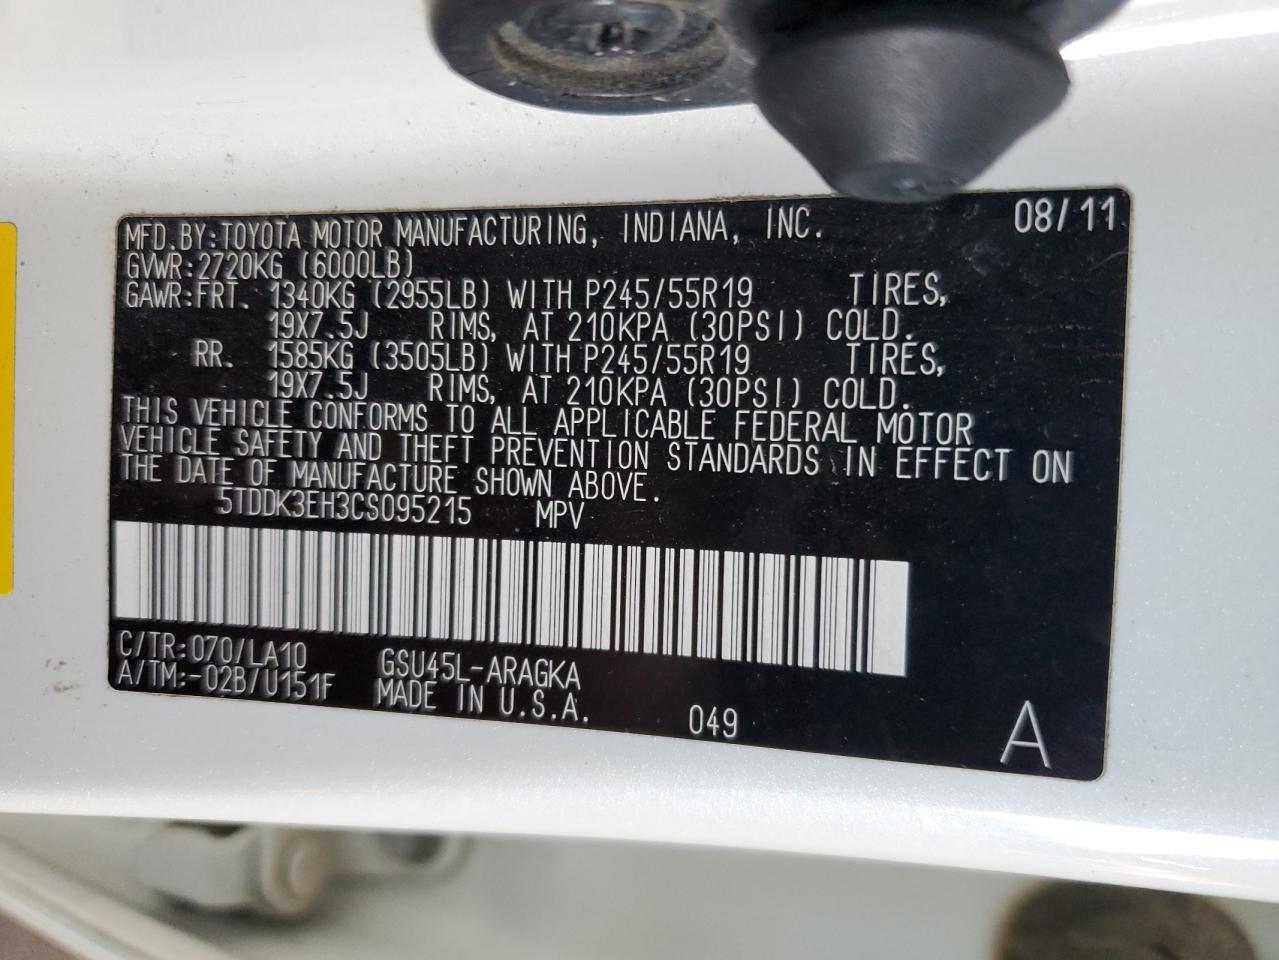 MFD.BY:TOYOTA MOTOR MANUFACTURING, INDIANA, INC. 08/11
GVWR:2720KG (6000LB)
GAWR:FRT. 1340KG (2955LB) WITH P245/55R19 TIRES,
19X7.5J RIMS, AT 210KPA (30PSI) COLD.
RR. 1585KG (3505LB) WITH P245/55R19 TIRES,
19X7.5J RIMS, AT 210KPA (30PSI) COLD.
THIS VEHICLE CONFORMS TO ALL APPLICABLE FEDERAL MOTOR
VEHICLE SAFETY AND THEFT PREVENTION STANDARDS IN EFFECT ON
THE DATE OF MANUFACTURE SHOWN ABOVE.
5TDDK3EH3CS095215 MPV
C/TR:070/LA10 GSU45L-ARAGKA
A/TM:-02B/U151F MADE IN U.S.A. 049 A